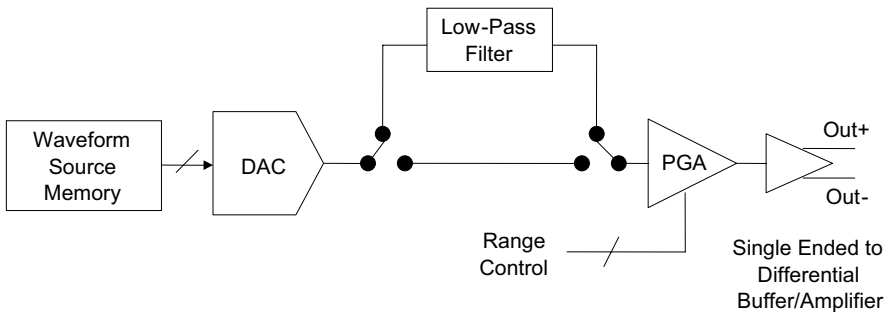 Low-Pass
Filter
Waveform
Source
Memory
DAC
PGA
Out+
Out-
Range
Control
Single Ended to
Differential
Buffer/Amplifier